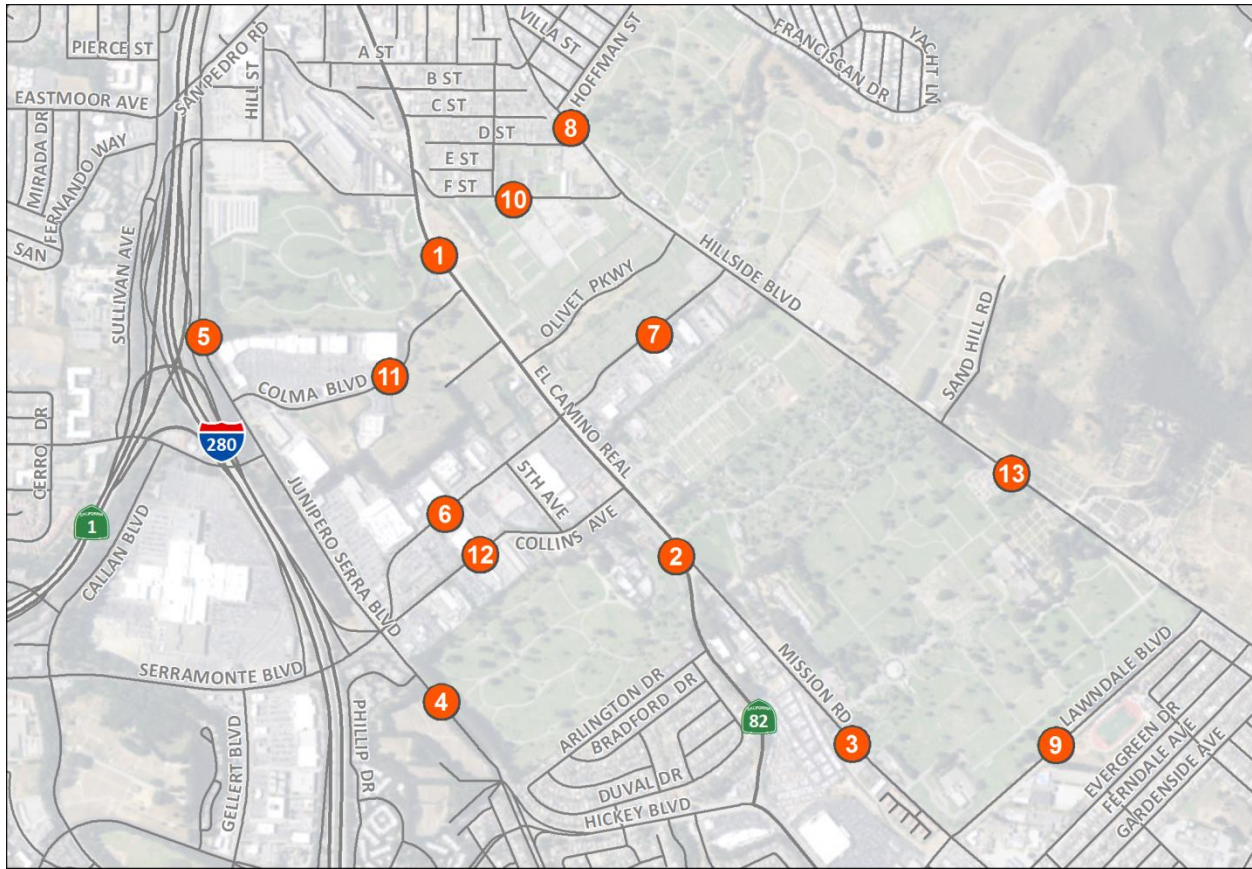 PIERCE ST
SAN PEDRO RD
HILL ST
A ST
VILLA ST
HOFFMAN ST
FRANCISCAN DR
YACHT LN
EASTMOOR AVE
B ST
C ST
D ST
8
MIRADA DR
SAN FERNANDO WAY
E ST
F ST
10
SULLIVAN AVE
1
HILLSIDE BLVD
OLIVET PKWY
5
7
SAND HILL RD
11
COLMA BLVD
EL CAMINO REAL
CERRO DR
280
5TH AVE
13
CALIFORNIA
1
CALLAN BLVD
JUNIPERO SERRA BLVD
6
12
COLLINS AVE
2
SERRAMONTE BLVD
MISSION RD
LAWNDALE BLVD
4
PHILLIP DR
ARLINGTON DR
BRADFORD DR
CALIFORNIA
82
3
9
GELLERT BLVD
DUVAL DR
HICKEY BLVD
EVERGREEN DR
FERNDALE AVE
GARDENSIDE AVE